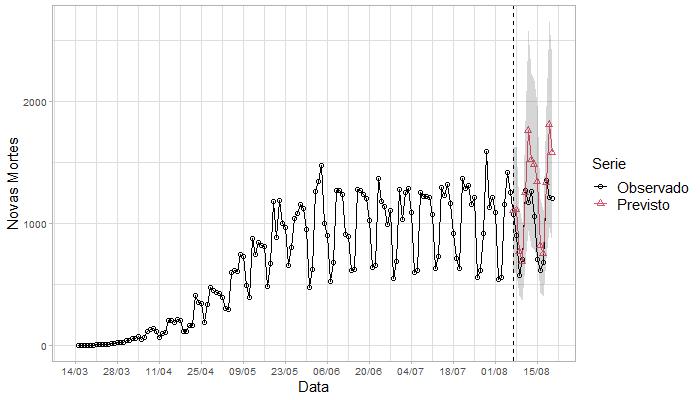 2000
1000
0
Novas Mortes
14/03 28/03 11/04 25/04 09/05 23/05 06/06 20/06 04/07 18/07 01/08 15/08
Data
Serie
Observado
Previsto